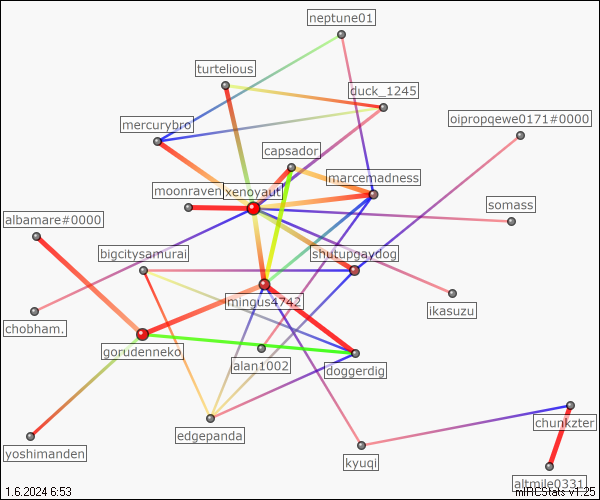 neptune01
turtelious
duck_1245
oipropqewe0171#0000
mercurybro
capsador
marcemadness
moonraven
xenoyaut
somass
albamare#0000
bigcitysamurai
shutupgaydog
mingus4742
ikasuzu
chobham.
gorudenneko
alan1002
doggerdig
chunkzter
edgepanda
yoshimanden
kyuqi
altmile0331
1.6.2024 6:53
mIRCStats v1.25